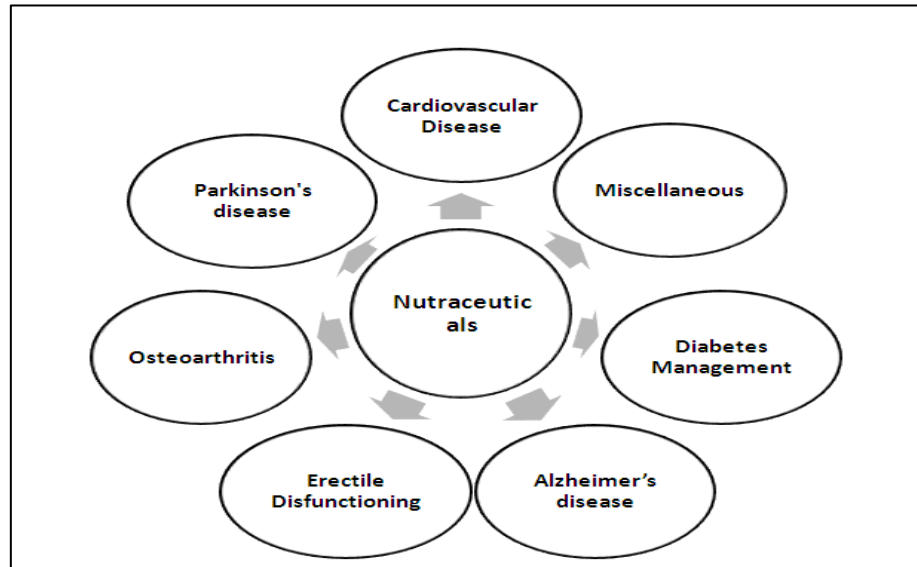 Cardiovascular
Disease
Miscellaneous
Parkinson's
disease
Nutraceutic
als
Diabetes
Management
Osteoarthritis
Alzheimer’s
disease
Erectile
Disfunctioning